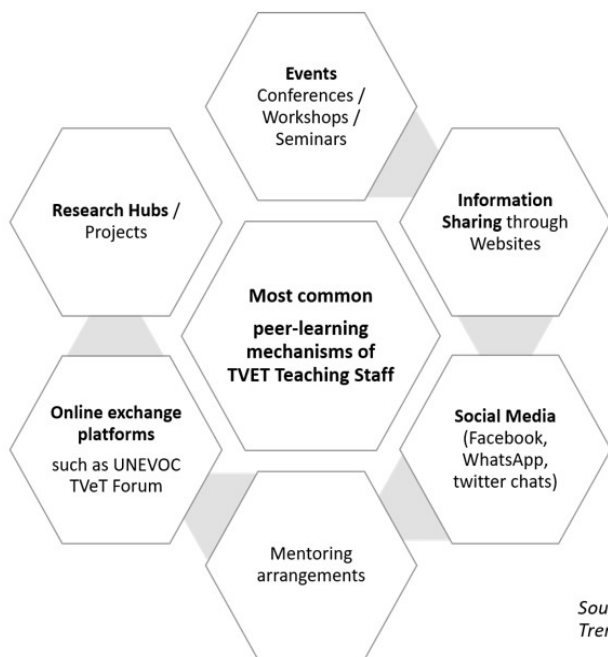 Events
Conferences /
Workshops /
Seminars
Information
Sharing through
Websites
Research Hubs /
Projects
Most common
peer-learning
mechanisms of
TVET Teaching Staff
Social Media
(Facebook,
WhatsApp,
twitter chats)
Online exchange
platforms
such as UNEVOC
TVeT Forum
Mentoring
arrangements